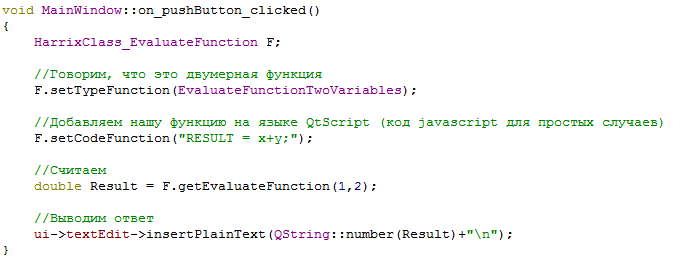 void MainWindow::on_pushButton_clicked()
{
    HarrixClass_EvaluateFunction F;

    //Говорим, что это двумерная функция
    F.setTypeFunction(EvaluateFunctionTwoVariables);

    //Добавляем нашу функцию на языке QtScript (код javascript для простых случаев)
    F.setCodeFunction("RESULT = x+y;");

    //Считаем
    double Result = F.getEvaluateFunction(1,2);

    //Выводим ответ
    ui->textEdit->insertPlainText(QString::number(Result)+"\n");
}